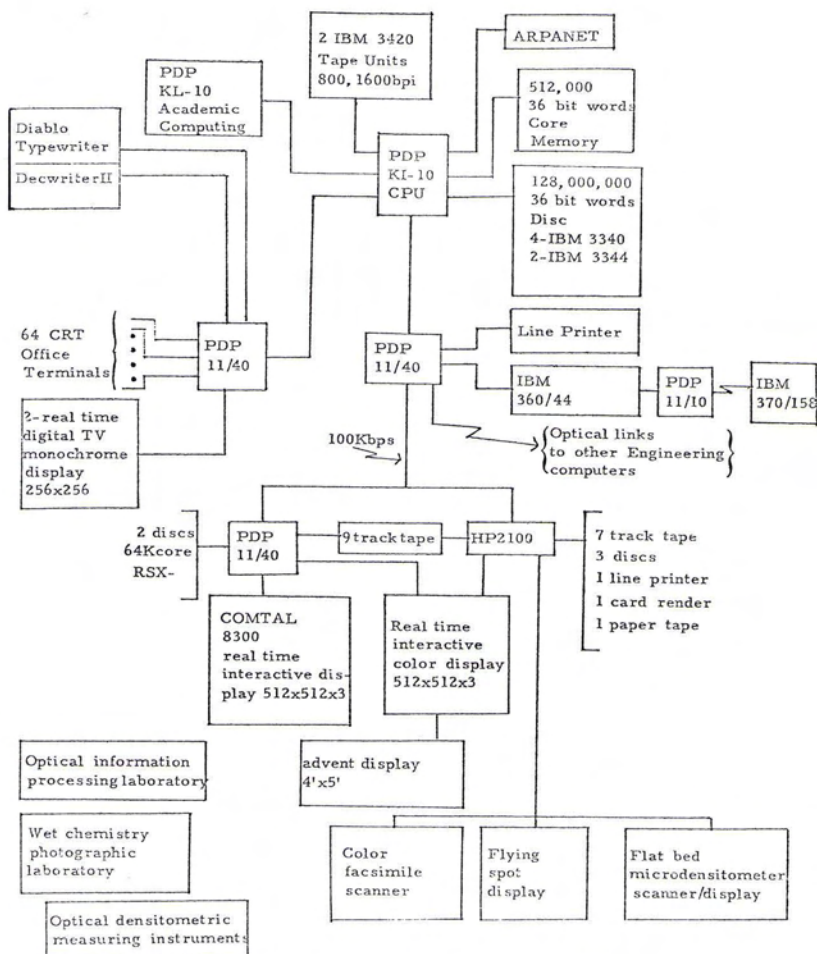 2 IBM 3420
Tape Units
800, 1600bpi
ARPANET
PDP
KL-10
Academic
Computing
512,000
36 bit words
Core
Memory
Diablo
Typewriter
DecwriterII
PDP
KI-10
CPU
128,000,000
36 bit words
Disc
4-IBM 3340
2-IBM 3344
64 CRT
Office
Terminals
PDP
11/40
PDP
11/40
Line Printer
IBM
360/44
PDP
11/10
IBM
370/158
2-real time
digital TV
monochrome
display
256x256
100Kbps
Optical links
to other Engineering
computers
2 discs
64Kcore
RSX-
PDP
11/40
9track tape
HP2100
7 track tape
3 discs
1 line printer
1 card render
1 paper tape
COMTAL
8300
real time
interactive dis-
play 512x512x3
Real time
interactive
color display
512x512x3
Optical information
processing laboratory
advent display
4'x5'
Wet chemistry
photographic
laboratory
Color
facsimile
scanner
Flying
spot
display
Flat bed
microdensitometer
scanner/display
Optical densitometric
measuring instruments